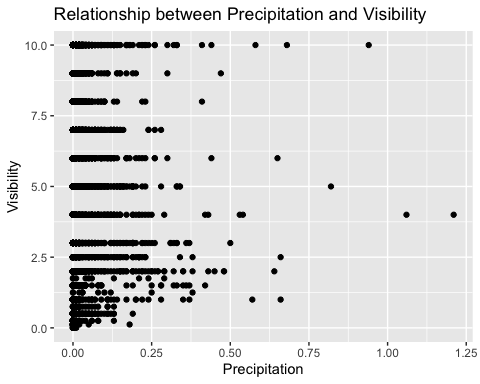 Relationship between Precipitation and Visibility
10.0
7.5
5.0
2.5
0.0
Visibility
0.00 0.25 0.50 0.75 1.00 1.25
Precipitation